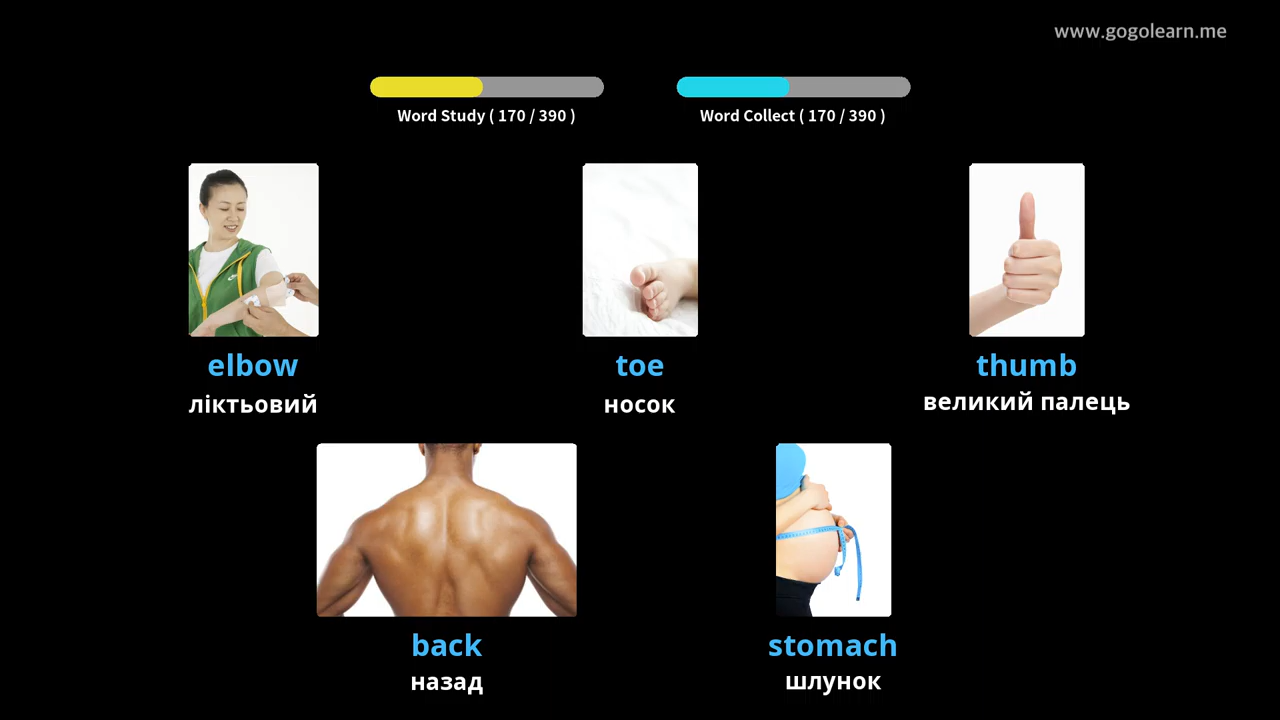 www.gogolearn.me
Word Study ( 170 / 390 )
Word Collect ( 170 / 390 )
elbow
ліктьовий
toe
носок
thumb
великий палець
back
назад
stomach
шлунок